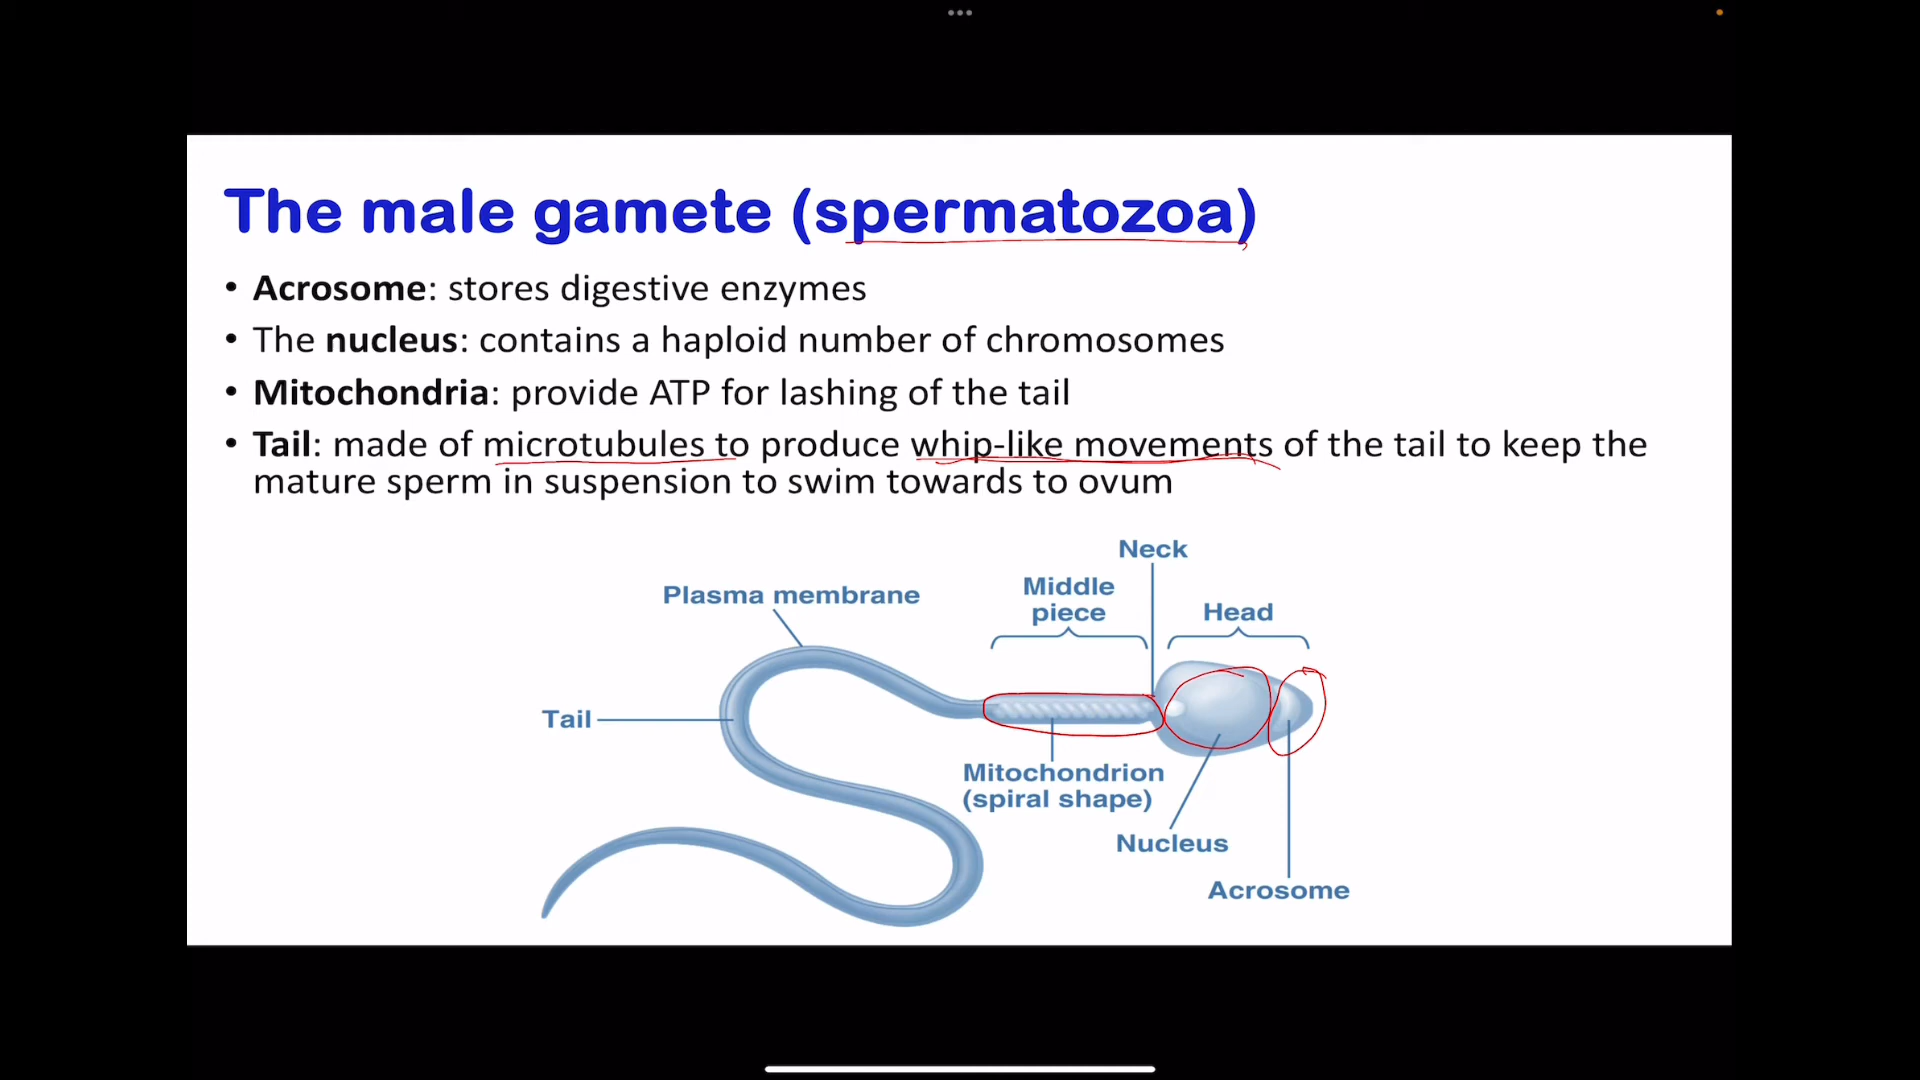 The male gamete (spermatozoa)
• Acrosome: stores digestive enzymes
• The nucleus: contains a haploid number of chromosomes
• Mitochondria: provide ATP for lashing of the tail
• Tail: made of microtubules to produce whip-like movements of the tail to keep the
mature sperm in suspension to swim towards to ovum
Neck
Middle
piece
Head
Plasma membrane
Tail
Mitochondrion
(spiral shape)
Nucleus
Acrosome